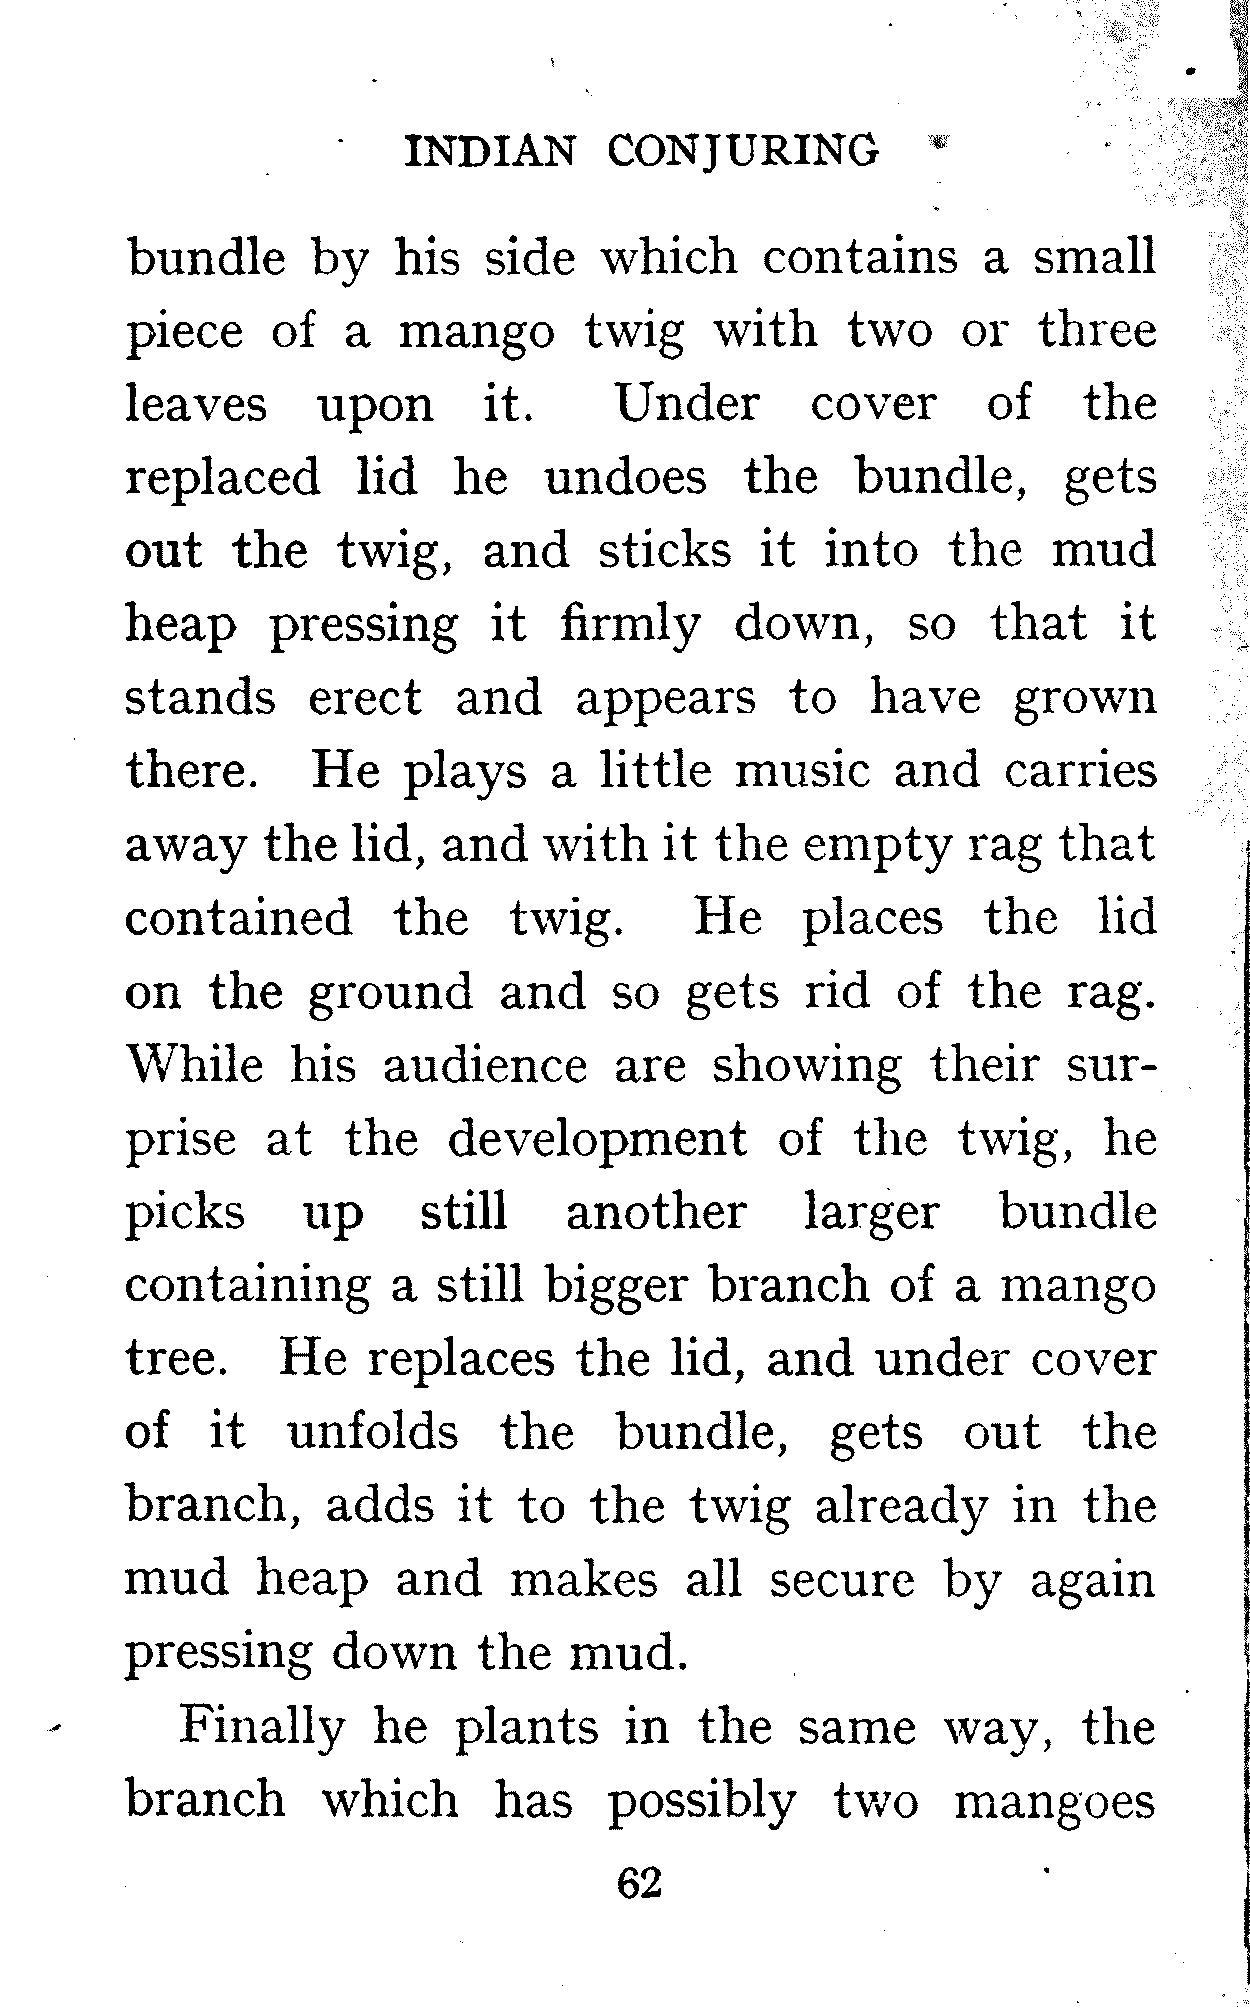 INDIAN CONJURING
bundle by his side which contains a small
piece of a mango twig with two or three
leaves upon it. Under cover of the
replaced lid he undoes the bundle, gets
out the twig, and sticks it into the mud
heap pressing it firmly down, so that it
stands erect and appears to have grown
there. He plays a little music and carries
away the lid, and with it the empty rag that
contained the twig. He places the lid
on the ground and so gets rid of the rag.
While his audience are showing their sur-
prise at the development of the twig, he
picks up still another larger bundle
containing a still bigger branch of a mango
tree. He replaces the lid, and under cover
of it unfolds the bundle, gets out the
branch, adds it to the twig already in the
mud heap and makes all secure by again
pressing down the mud.
Finally he plants in the same way, the
branch which has possibly two mangoes
62